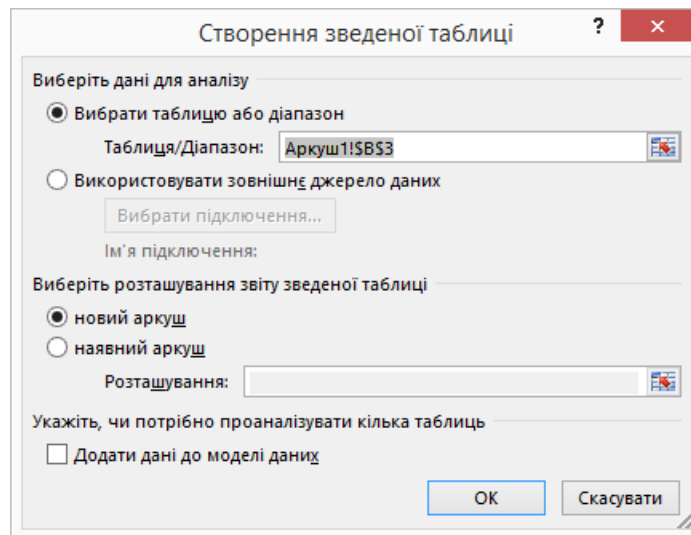 Створення зведеної таблиці
?
Виберіть дані для аналізу
Вибрати таблицю або діапазон
Таблиця/Діапазон: Аркуш1!$B$3
Використовувати зовнішнє джерело даних
Вибрати підключення...
Ім'я підключення:
Виберіть розташування звіту зведеної таблиці
новий аркуш
наявний аркуш
Розташування:
Укажіть, чи потрібно проаналізувати кілька таблиць
Додати дані до моделі даних
ОК Скасувати